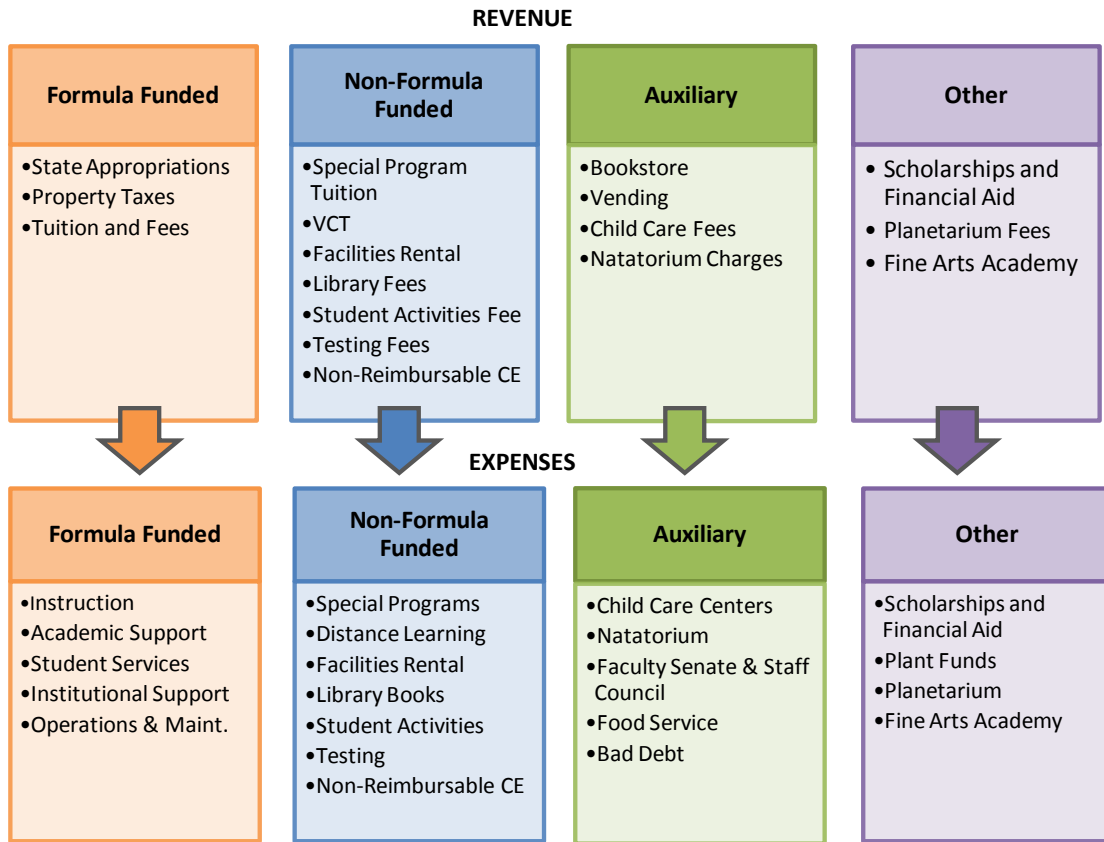 REVENUE
Formula Funded
•State Appropriations
•Property Taxes
•Tuition and Fees
Non-Formula
Funded
•Special Program
Tuition
•VCT
•Facilities Rental
•Library Fees
•Student Activities Fee
•Testing Fees
•Non-Reimbursable CE
Auxiliary
•Bookstore
•Vending
•Child Care Fees
•Natatorium Charges
Other
• Scholarships and
Financial Aid
• Planetarium Fees
• Fine Arts Academy
EXPENSES
Formula Funded
•Instruction
•Academic Support
•Student Services
•Institutional Support
•Operations & Maint.
Non-Formula
Funded
•Special Programs
•Distance Learning
•Facilities Rental
•Library Books
•Student Activities
•Testing
•Non-Reimbursable CE
Auxiliary
•Child Care Centers
•Natatorium
•Faculty Senate & Staff
Council
•Food Service
•Bad Debt
Other
•Scholarships and
Financial Aid
•Plant Funds
•Planetarium
•Fine Arts Academy